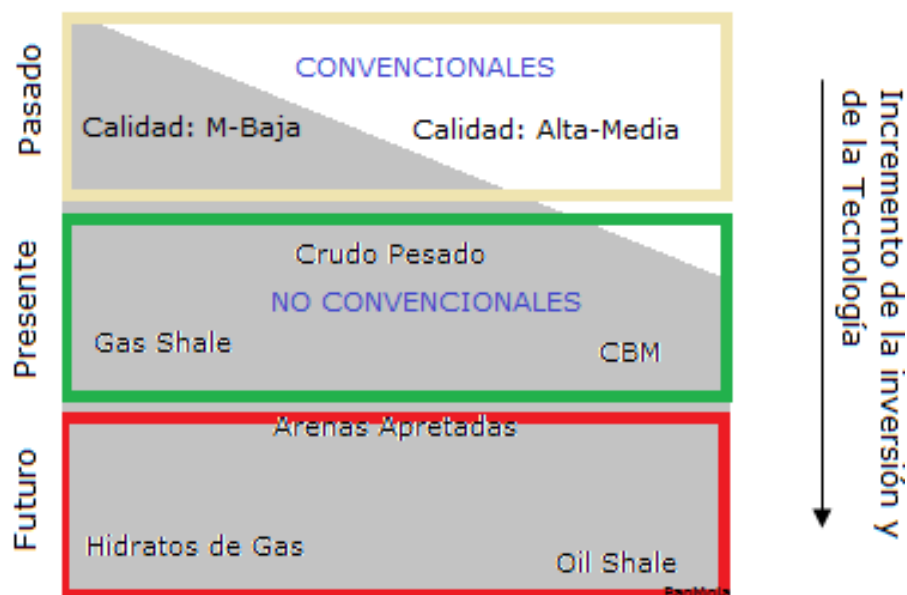 Pasado
CONVENCIONALES
Calidad: M-Baja
Calidad: Alta-Media
Presente
Crudo Pesado
NO CONVENCIONALES
Gas Shale
CBM
Futuro
Arenas Apretadas
Hidratos de Gas
Oil Shale
Incremento de la inversión y
de la Tecnología